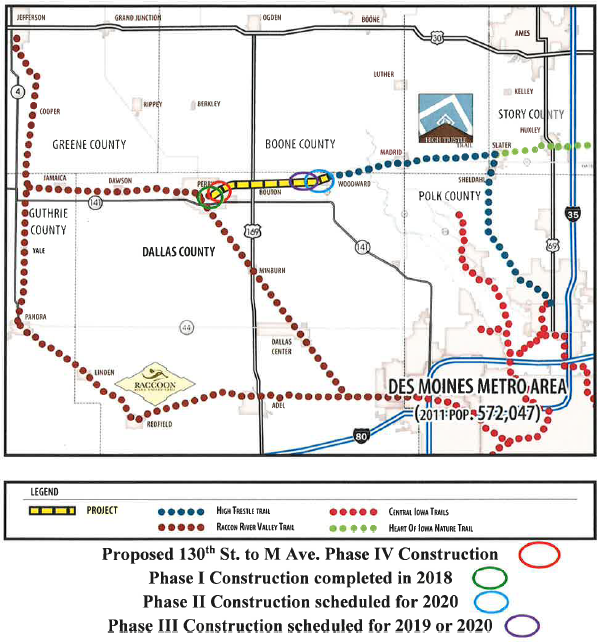 JEFFERSON
GRAND JUNCTION
OGDEN
BOONE
AMES
30
LUTHER
KELLEY
4
COOPER
RIPPEY
BERKLEY
STORY COUNTY
HUXLEY
GREENE COUNTY
BOONE COUNTY
HIGH TRESTLE
TRAIL
MADRID
SLATER
JAMAICA
DAWSON
PERRY
BOUTON
WOODWARD
SHELDAHL
141
POLK COUNTY
GUTHRIE
COUNTY
35
169
69
YALE
DALLAS COUNTY
141
MINBURN
PANORA
44
DALLAS
CENTER
LINDEN
RACCOON
DES MOINES METRO AREA
(2011 POP. 572,047)
REDFIELD
ADEL
80
LEGEND
PROJECT
HIGH TRESTLE TRAIL
CENTRAL IOWA TRAILS
RACCON RIVER VALLEY TRAIL
HEART OF IOWA NATURE TRAIL
Proposed 130th St. to M Ave. Phase IV Construction
Phase I Construction completed in 2018
Phase II Construction scheduled for 2020
Phase III Construction scheduled for 2019 or 2020